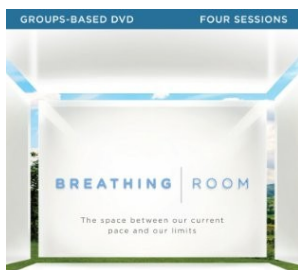 GROUPS-BASED DVD FOUR SESSIONS
BREATHING | ROOM
The space between our current
pace and our limits